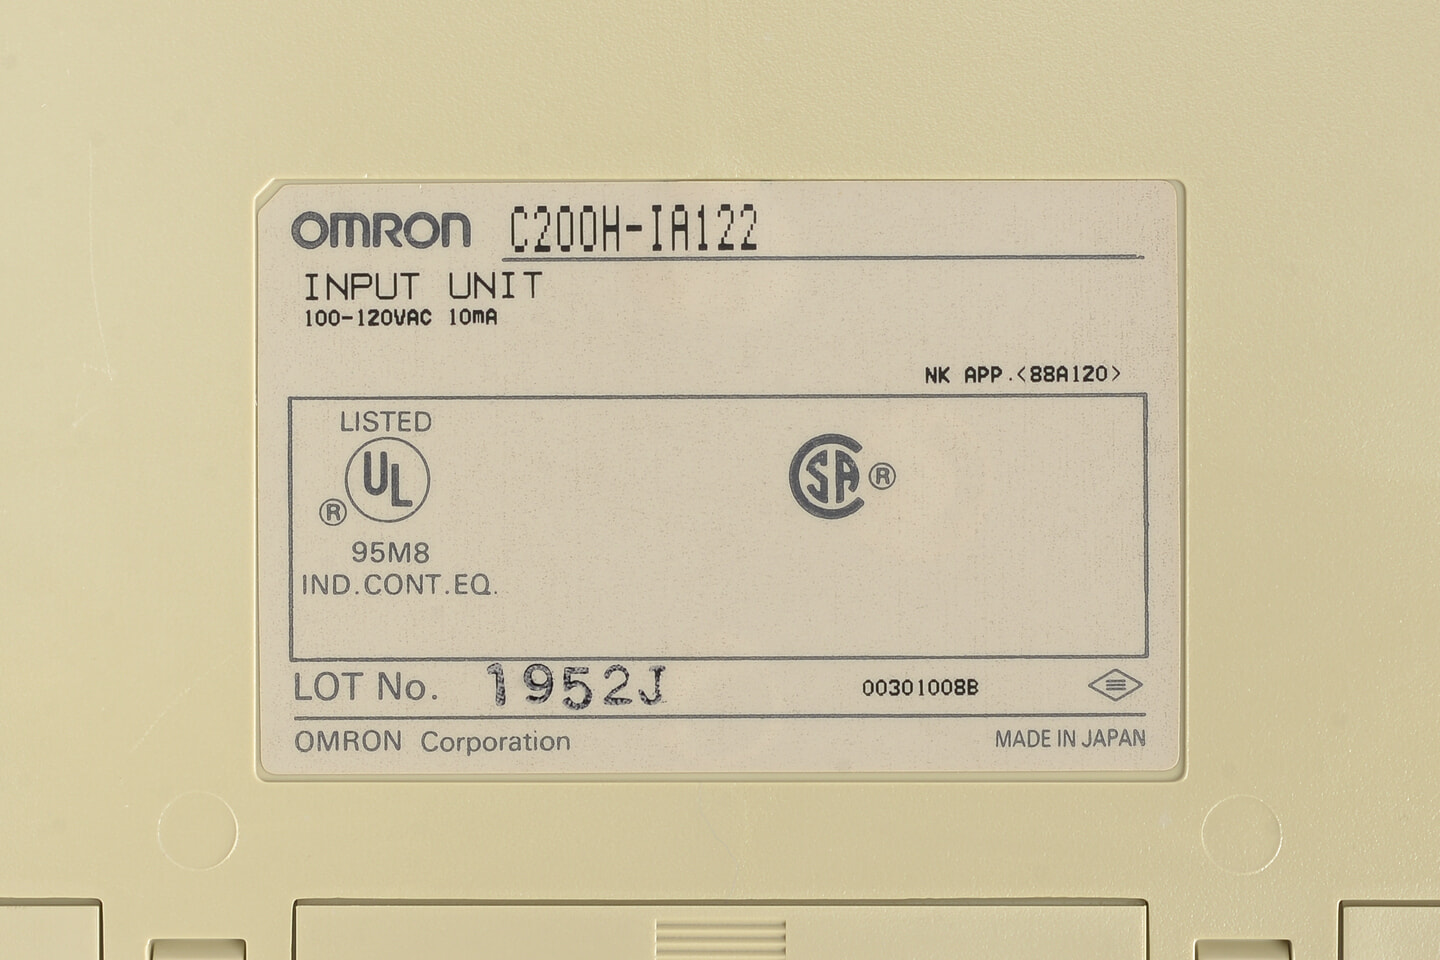 OMRON C200H-IA122
INPUT UNIT
100-120VAC 10mA
NK APP.<88A120>
LISTED
UL
®
95M8
IND.CONT.EQ.
CSA ®
LOT No. 1952J 00301008B
OMRON Corporation MADE IN JAPAN